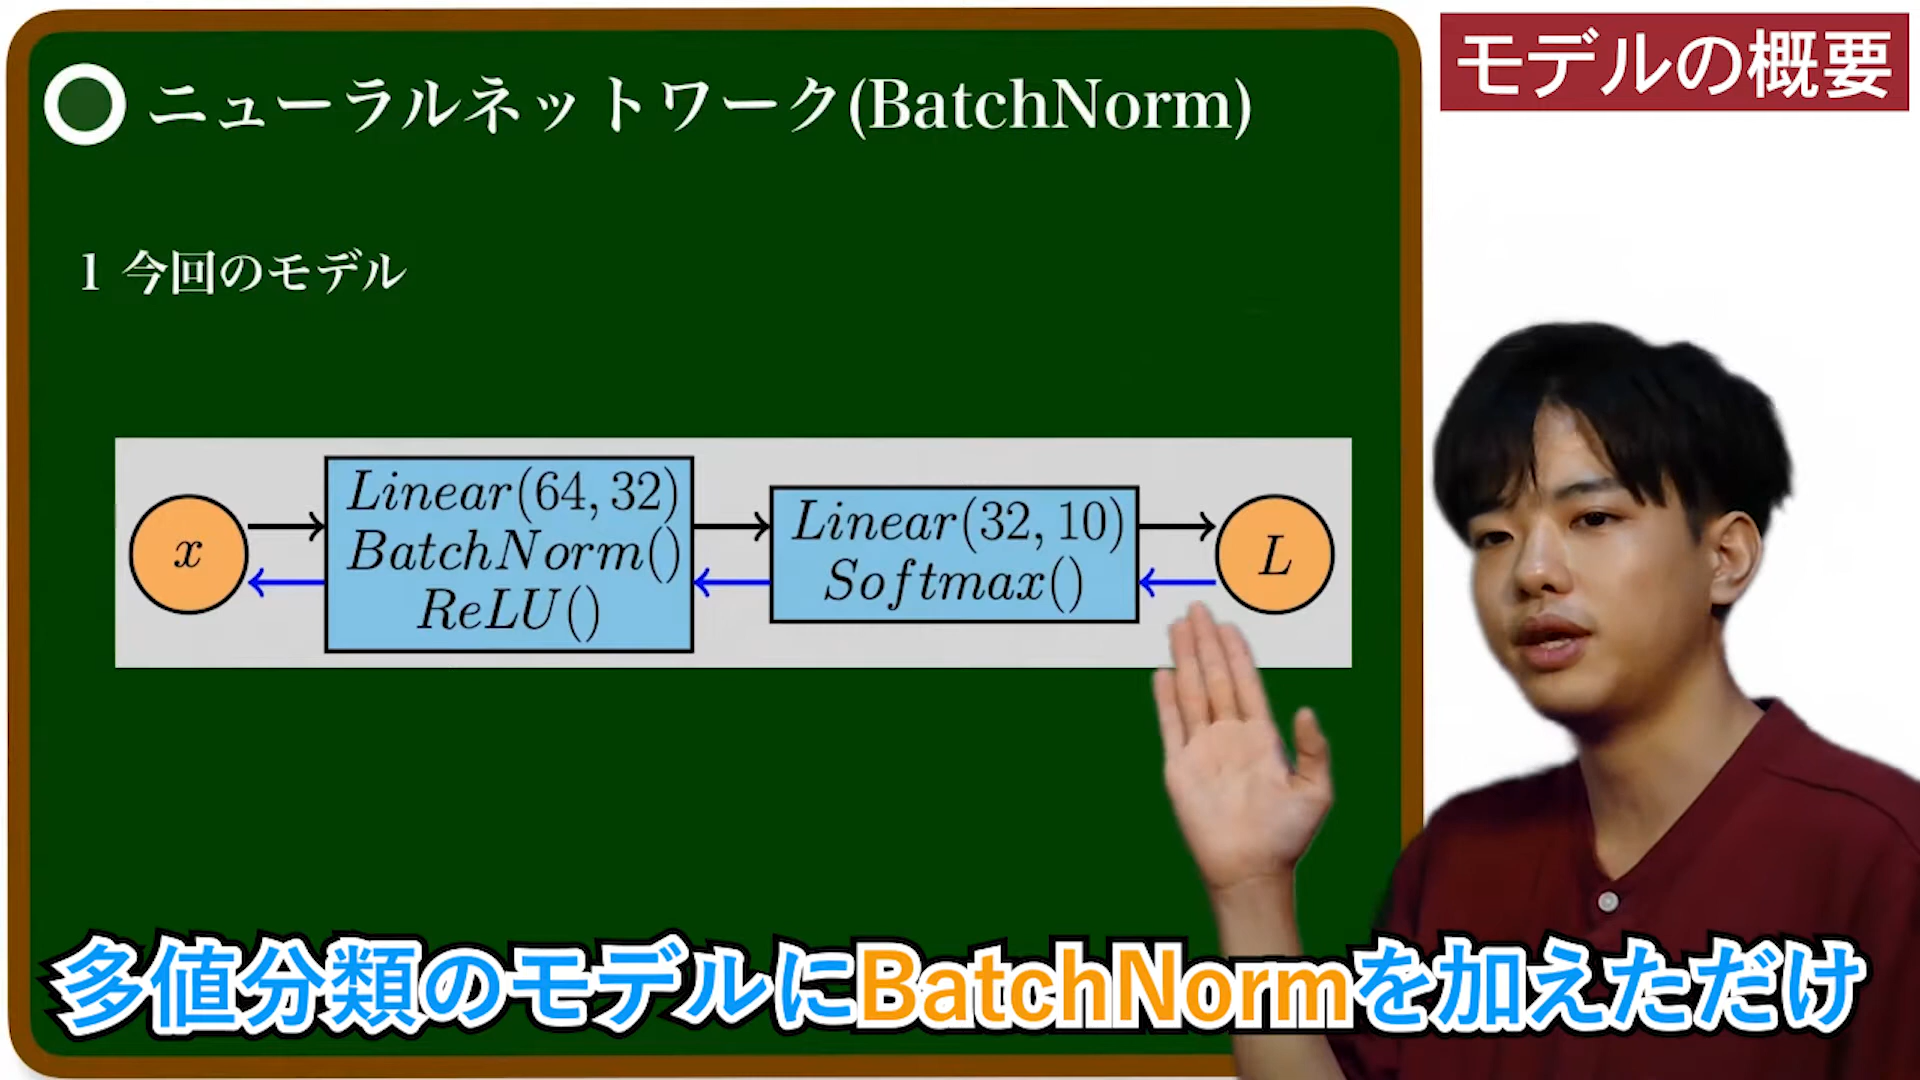 モデルの概要
ニューラルネットワーク(BatchNorm)
1 今回のモデル
x
Linear(64, 32)
BatchNorm()
ReLU()
Linear(32, 10)
Softmax()
L
多値分類のモデルにBatchNormを加えただけ